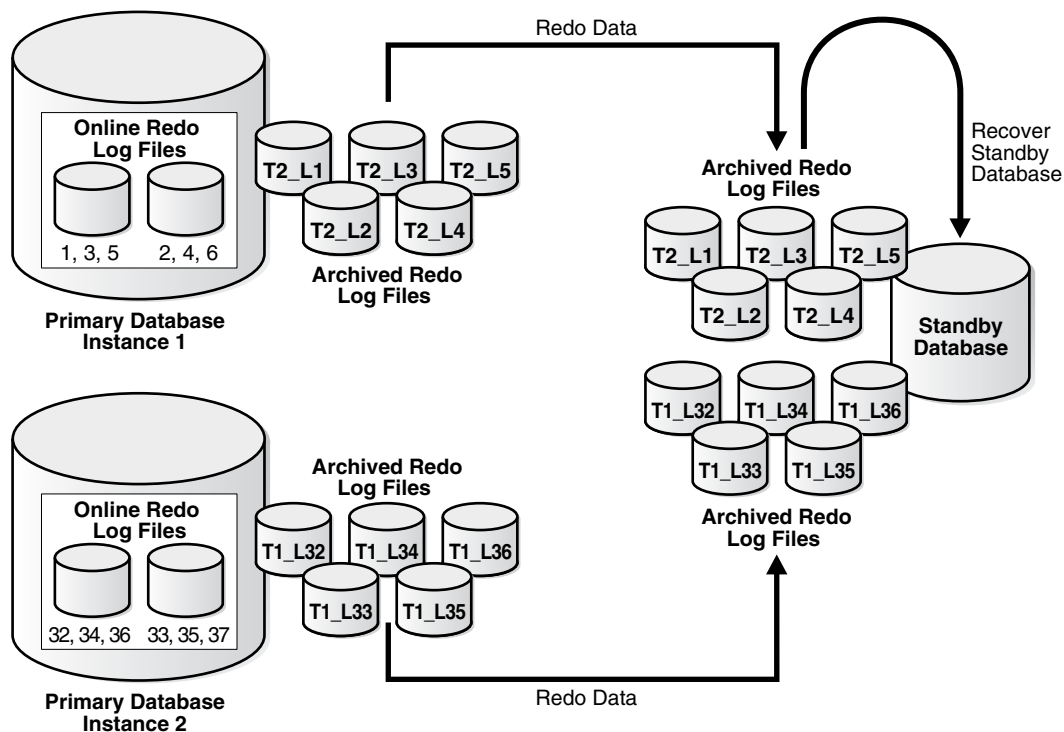 Redo Data
Online Redo
Log Files
1, 3, 5
2, 4, 6
Primary Database
Instance 1
T2_L1
T2_L3
T2_L5
T2_L2
T2_L4
Archived Redo
Log Files
Recover
Standby
Database
Archived Redo
Log Files
T2_L1
T2_L3
T2_L5
T2_L2
T2_L4
Standby
Database
T1_L32
T1_L34
T1_L36
T1_L33
T1_L35
Archived Redo
Log Files
Online Redo
Log Files
32, 34, 36
33, 35, 37
Primary Database
Instance 2
Archived Redo
Log Files
T1_L32
T1_L34
T1_L36
T1_L33
T1_L35
Redo Data